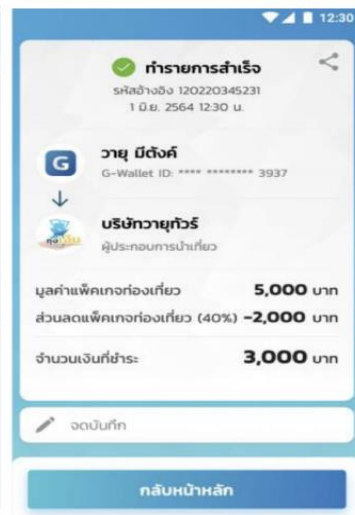 12:30
ทำรายการสำเร็จ
รหัสอ้างอิง 120220345231
1 มิ.ย. 2564 12:30 น.
G
วายุ มีตังค์
G-Wallet ID: **** ******** 3937
ถุงเงิน
บริษัทวายุทัวร์
ผู้ประกอบการนำเที่ยว
มูลค่าแพ็คเกจท่องเที่ยว 5,000 บาท
ส่วนลดแพ็คเกจท่องเที่ยว (40%) -2,000 บาท
จำนวนเงินที่ชำระ 3,000 บาท
จดบันทึก
กลับหน้าหลัก